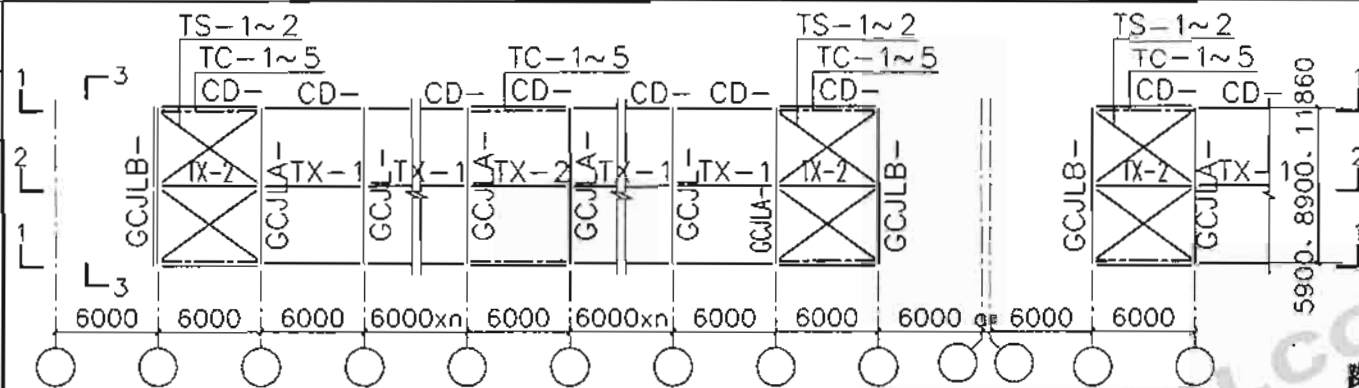 TS-1~2 TS-1~2 TS-1~2
TC-1~5 TC-1~5 TC-1~5 TC-1~5
1 3 CD- CD- CD- CD- CD- CD- CD- CD- CD- 1
2 GCJLB- TX-2 GCJLA- TX-1 GCJL- TX-1 GCJLA- TX-2 GCJLA- TX-1 GCJL- TX-1 GCJLA- TX-2 GCJLB- GCJLB- TX-2 GCJLA- TX-1 2
5900、8900、11860
1 3 1
6000 6000 6000 6000xn 6000 6000xn 6000 6000 6000 6000 6000